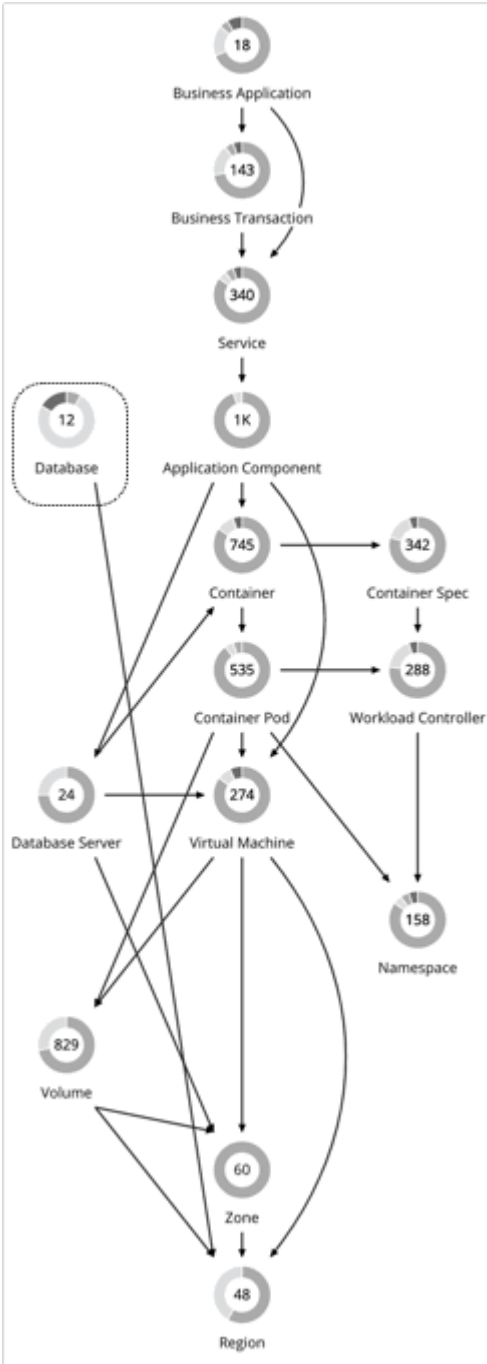 18
Business Application
143
Business Transaction
340
Service
12
Database
1K
Application Component
745
Container
342
Container Spec
535
Container Pod
288
Workload Controller
24
Database Server
274
Virtual Machine
158
Namespace
829
Volume
60
Zone
48
Region